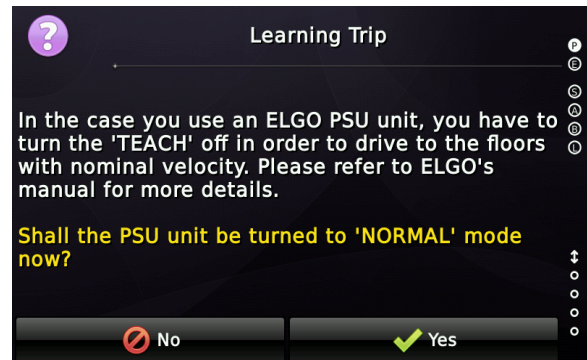 ?
Learning Trip
P
E
S
A
B
L
In the case you use an ELGO PSU unit, you have to
turn the 'TEACH' off in order to drive to the floors
with nominal velocity. Please refer to ELGO's
manual for more details.
Shall the PSU unit be turned to 'NORMAL' mode
now?
No
Yes